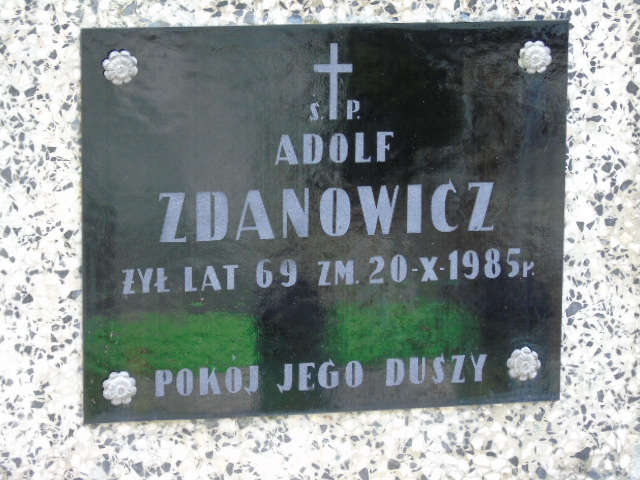 Ś.P.
ADOLF
ZDANOWICZ
ŻYŁ LAT 69 ZM. 20-X-1985R.
POKÓJ JEGO DUSZY